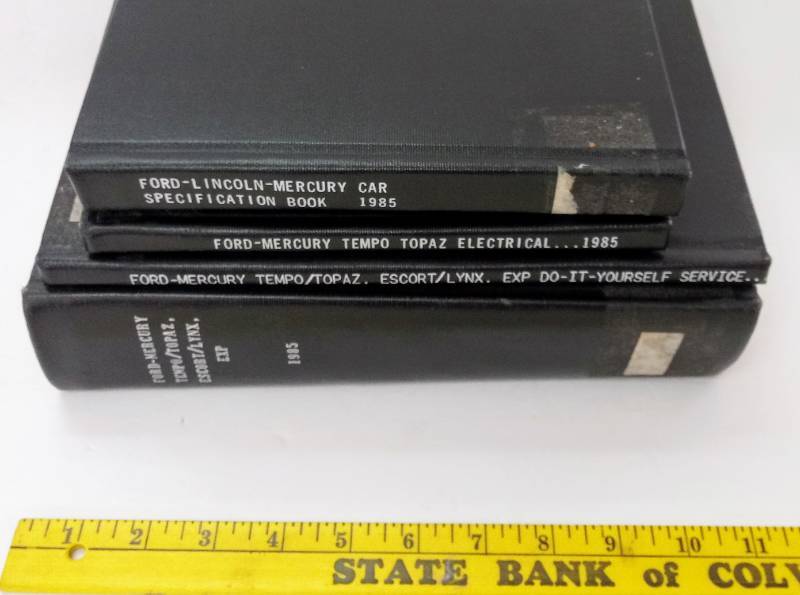 FORD-LINCOLN-MERCURY CAR
SPECIFICATION BOOK 1985
FORD-MERCURY TEMPO TOPAZ ELECTRICAL...1985
FORD-MERCURY TEMPO/TOPAZ, ESCORT/LYNX, EXP DO-IT-YOURSELF SERVICE...
FORD-MERCURY
TEMPO/TOPAZ,
ESCORT/LYNX,
EXP
1985
1 2 3 4 5 6 7 8 9 10 11
STATE BANK of COLV